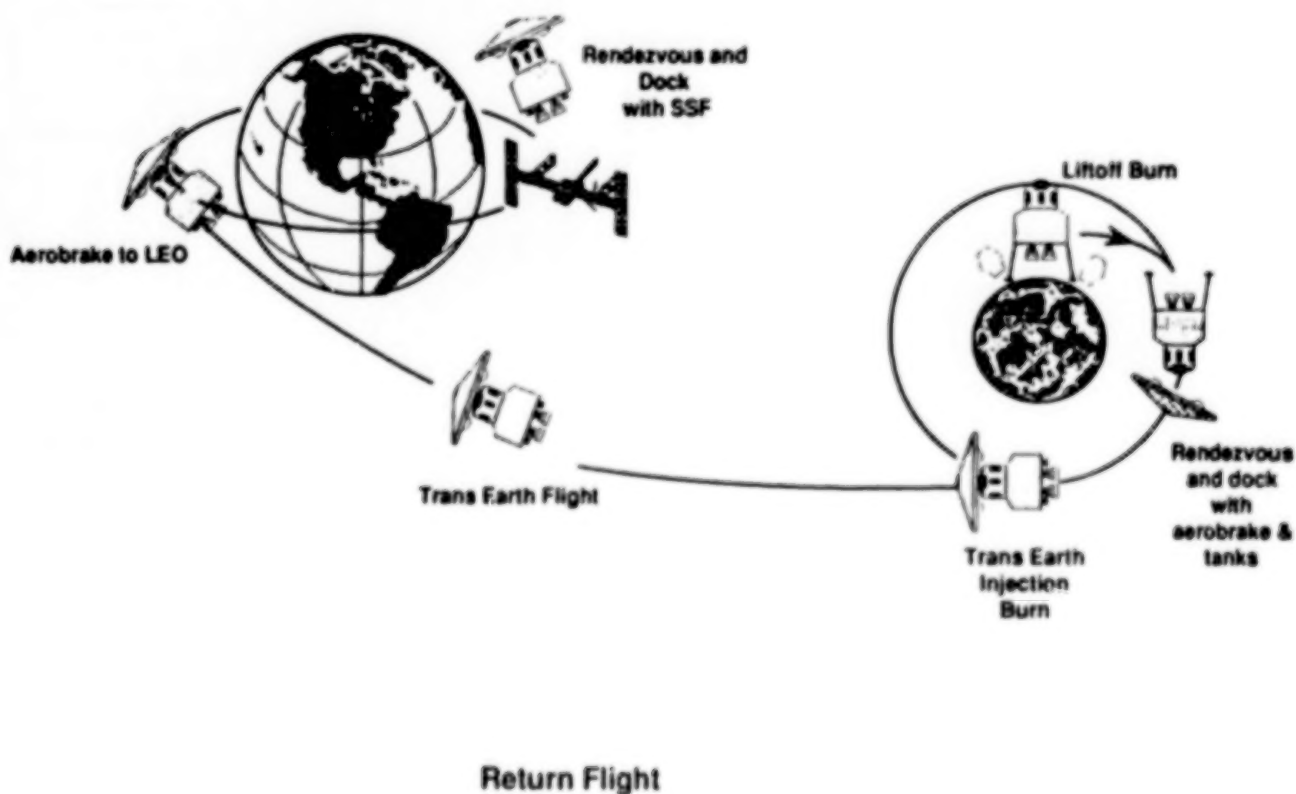 Rendezvous and
Dock
with SSF
Liftoff Burn
Aerobrake to LEO
Trans Earth Flight
Rendezvous
and dock
with
aerobrake &
tanks
Trans Earth
Injection
Burn
Return Flight